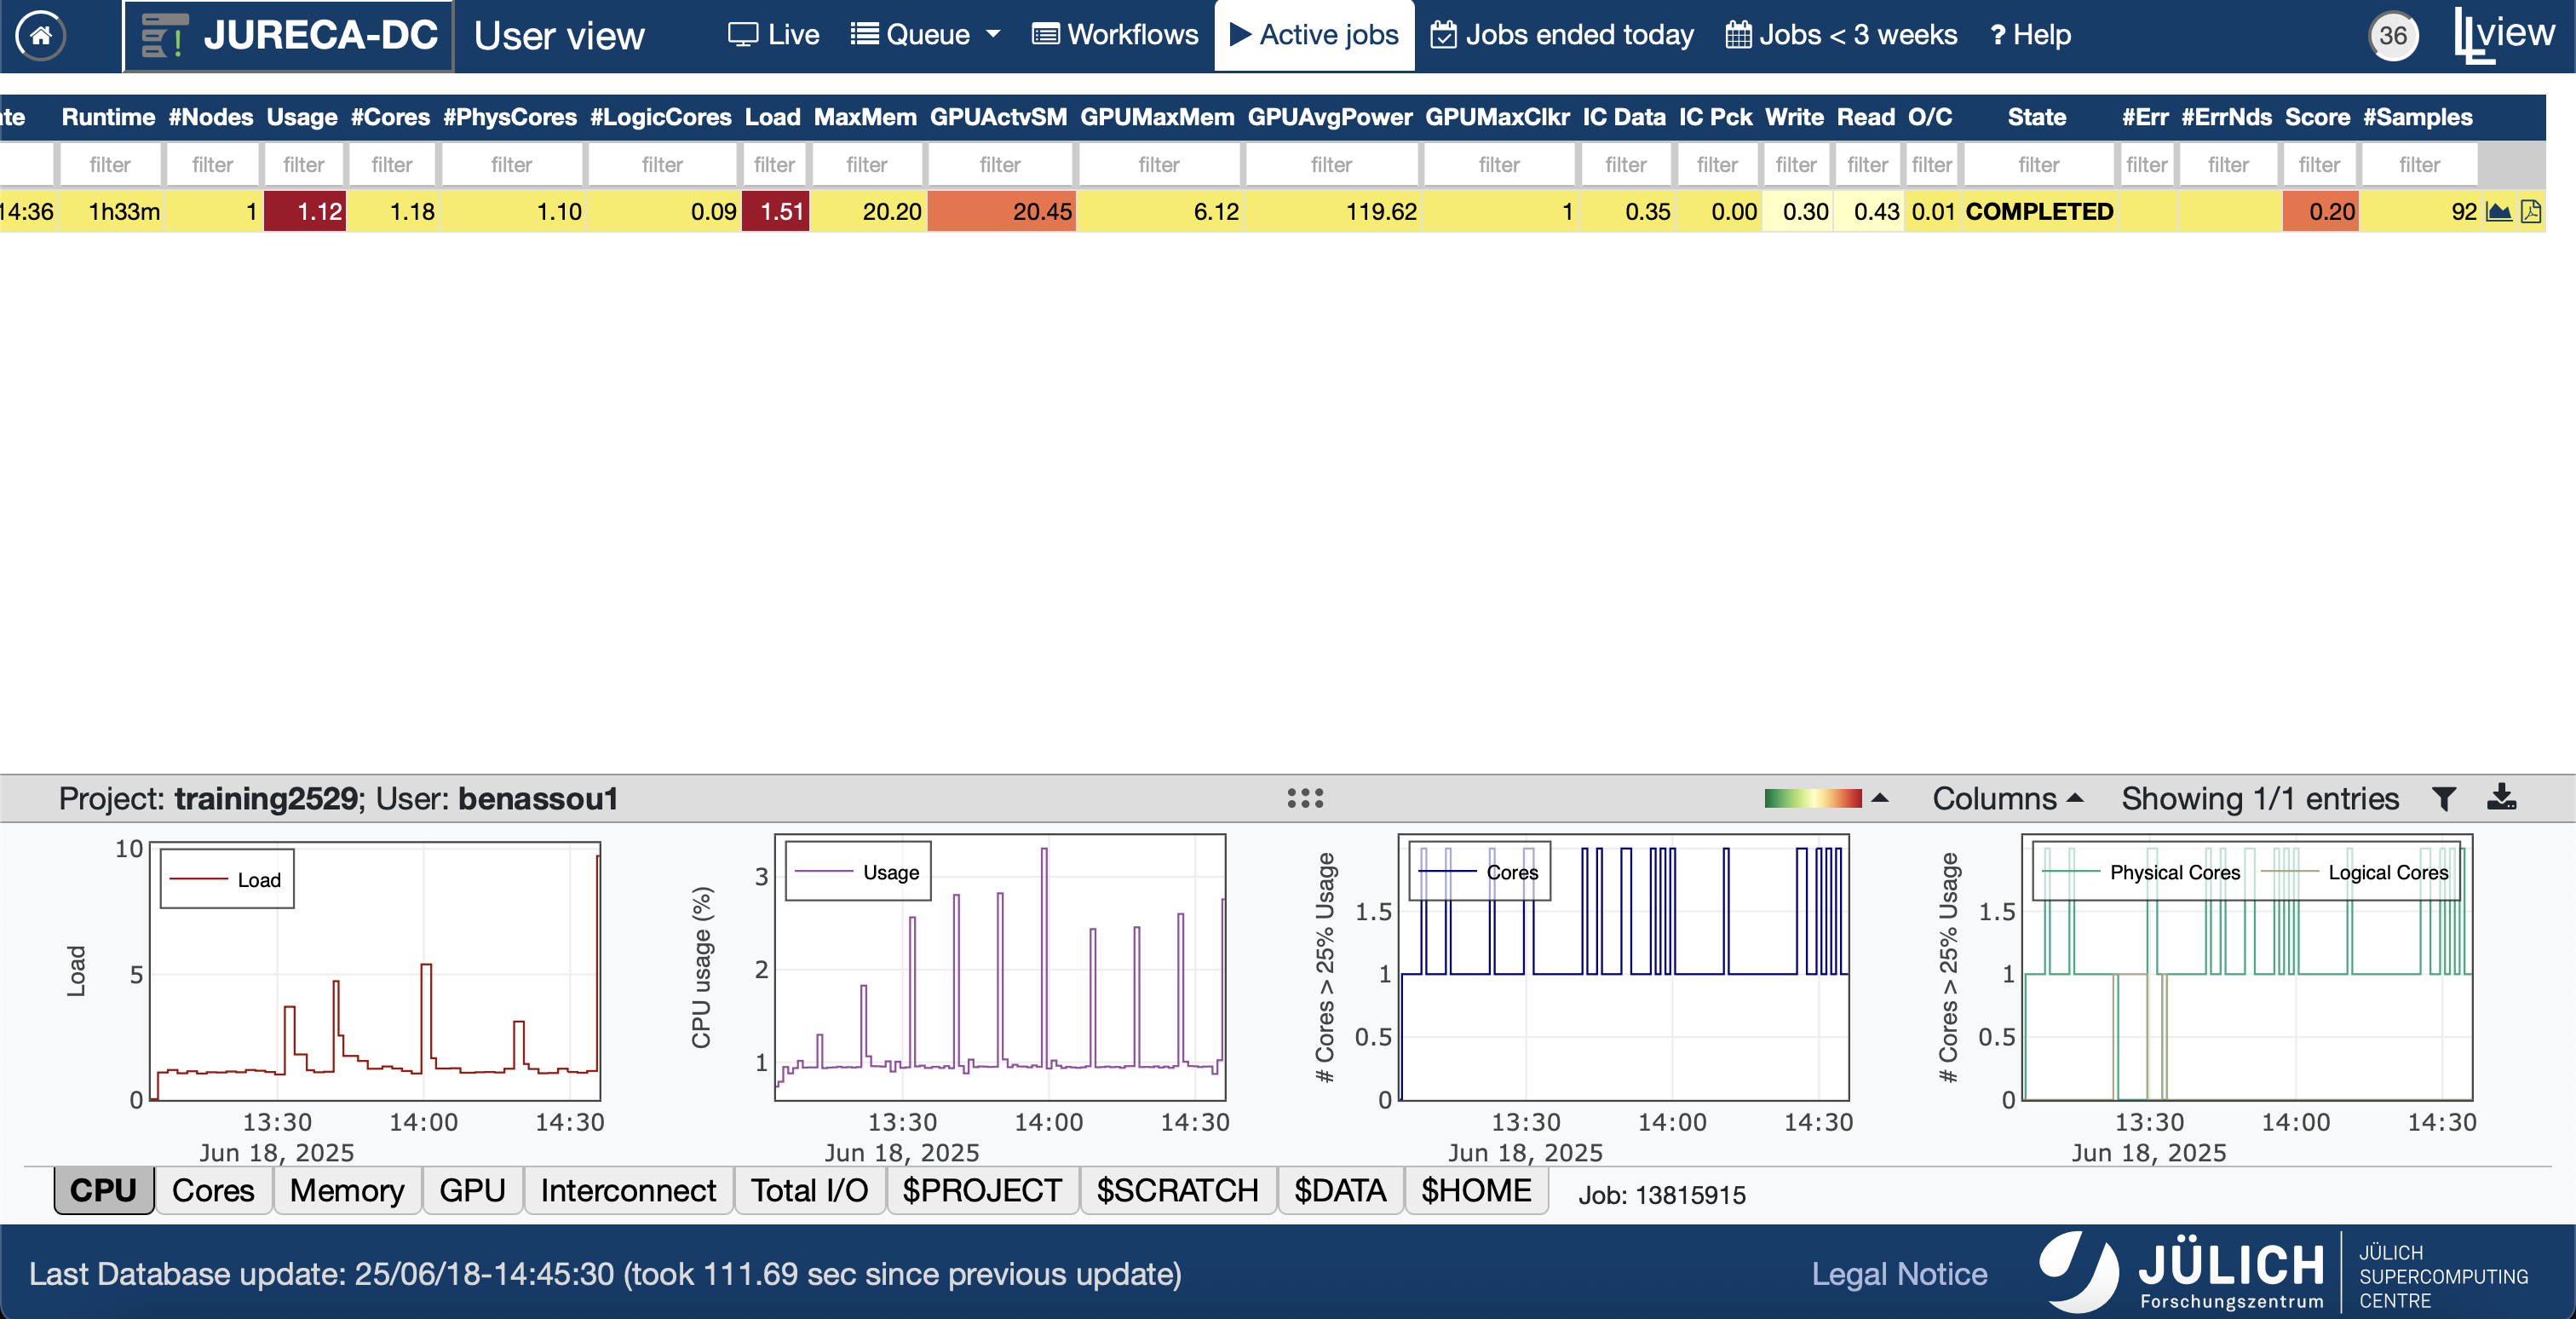 JURECA-DC User view Live Queue Workflows Active jobs Jobs ended today Jobs < 3 weeks ? Help 36 LLview
te Runtime #Nodes Usage #Cores #PhysCores #LogicCores Load MaxMem GPUActvSM GPUMaxMem GPUAvgPower GPUMaxClkr IC Data IC Pck Write Read O/C State #Err #ErrNds Score #Samples
filter filter filter filter filter filter filter filter filter filter filter filter filter filter filter filter filter filter filter filter filter filter
14:36 1h33m 1 1.12 1.18 1.10 0.09 1.51 20.20 20.45 6.12 119.62 1 0.35 0.00 0.30 0.43 0.01 COMPLETED 0.20 92
Project: training2529; User: benassou1 Columns Showing 1/1 entries
Load
10
5
0
Load
13:30 14:00 14:30
Jun 18, 2025
CPU usage (%)
3
2
1
Usage
13:30 14:00 14:30
Jun 18, 2025
# Cores > 25% Usage
1.5
1
0.5
0
Cores
13:30 14:00 14:30
Jun 18, 2025
# Cores > 25% Usage
1.5
1
0.5
0
Physical Cores Logical Cores
13:30 14:00 14:30
Jun 18, 2025
CPU Cores Memory GPU Interconnect Total I/O $PROJECT $SCRATCH $DATA $HOME Job: 13815915
Last Database update: 25/06/18-14:45:30 (took 111.69 sec since previous update) Legal Notice
JÜLICH
Forschungszentrum
JÜLICH
SUPERCOMPUTING
CENTRE